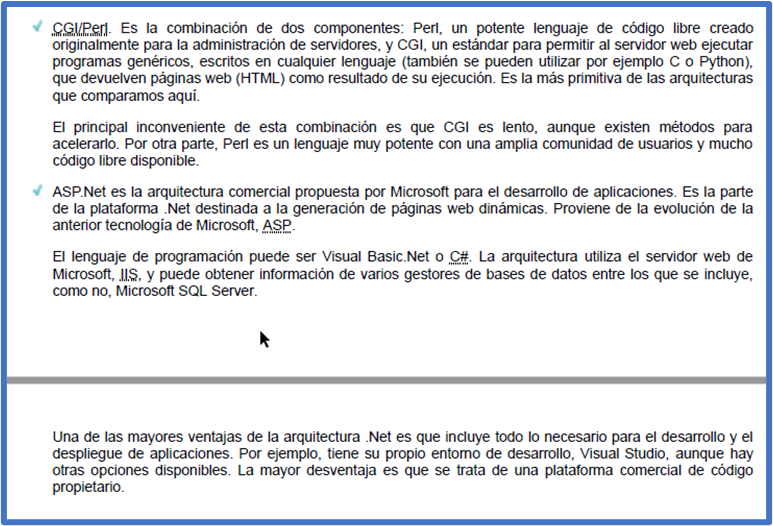 CGI/Perl. Es la combinación de dos componentes: Perl, un potente lenguaje de código libre creado
originalmente para la administración de servidores, y CGI, un estándar para permitir al servidor web ejecutar
programas genéricos, escritos en cualquier lenguaje (también se pueden utilizar por ejemplo C o Python),
que devuelven páginas web (HTML) como resultado de su ejecución. Es la más primitiva de las arquitecturas
que comparamos aquí.
El principal inconveniente de esta combinación es que CGI es lento, aunque existen métodos para
acelerarlo. Por otra parte, Perl es un lenguaje muy potente con una amplia comunidad de usuarios y mucho
código libre disponible.
ASP.Net es la arquitectura comercial propuesta por Microsoft para el desarrollo de aplicaciones. Es la parte
de la plataforma .Net destinada a la generación de páginas web dinámicas. Proviene de la evolución de la
anterior tecnología de Microsoft, ASP.
El lenguaje de programación puede ser Visual Basic.Net o C#. La arquitectura utiliza el servidor web de
Microsoft, IIS, y puede obtener información de varios gestores de bases de datos entre los que se incluye,
como no, Microsoft SQL Server.
Una de las mayores ventajas de la arquitectura .Net es que incluye todo lo necesario para el desarrollo y el
despliegue de aplicaciones. Por ejemplo, tiene su propio entorno de desarrollo, Visual Studio, aunque hay
otras opciones disponibles. La mayor desventaja es que se trata de una plataforma comercial de código
propietario.